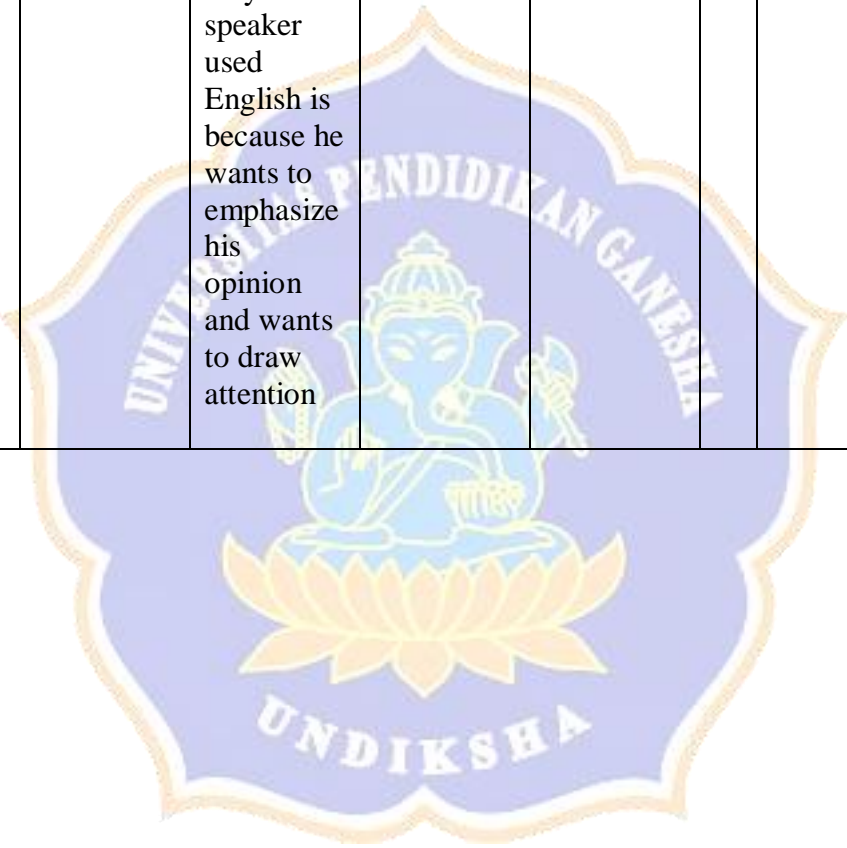 speaker
used
English is
because he
wants to
emphasize
his
opinion
and wants
to draw
attention
UNIVERSITAS PENDIDIKAN GANESHA
UNDIKSHA